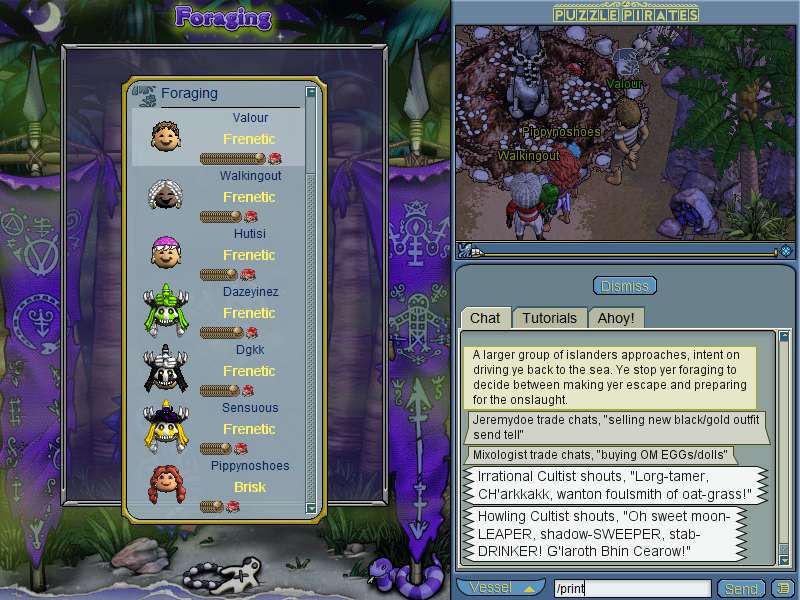 Foraging
Foraging
Valour
Frenetic
Walkingout
Frenetic
Hutisi
Frenetic
Dazeyinez
Frenetic
Dgkk
Frenetic
Sensuous
Frenetic
Pippynoshoes
Brisk
PUZZLE PIRATES
Valour
Pippynoshoes
Walkingout
Dismiss
Chat Tutorials Ahoy!
A larger group of islanders approaches, intent on
driving ye back to the sea. Ye stop yer foraging to
decide between making yer escape and preparing
for the onslaught.
Jeremydoe trade chats, "selling new black/gold outfit
send tell"
Mixologist trade chats, "buying OM EGGs/dolls"
Irrational Cultist shouts, "Lorg-tamer,
CH'arkkakk, wanton foulsmith of oat-grass!"
Howling Cultist shouts, "Oh sweet moon-
LEAPER, shadow-SWEEPER, stab-
DRINKER! G'laroth Bhin Cearow!"
Vessel /print Send